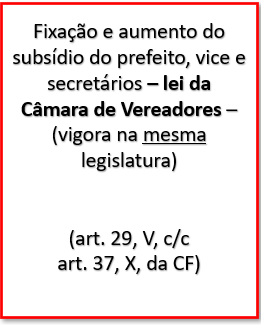 Fixação e aumento do
subsídio do prefeito, vice e
secretários – lei da
Câmara de Vereadores –
(vigora na mesma
legislatura)
(art. 29, V, c/c
art. 37, X, da CF)